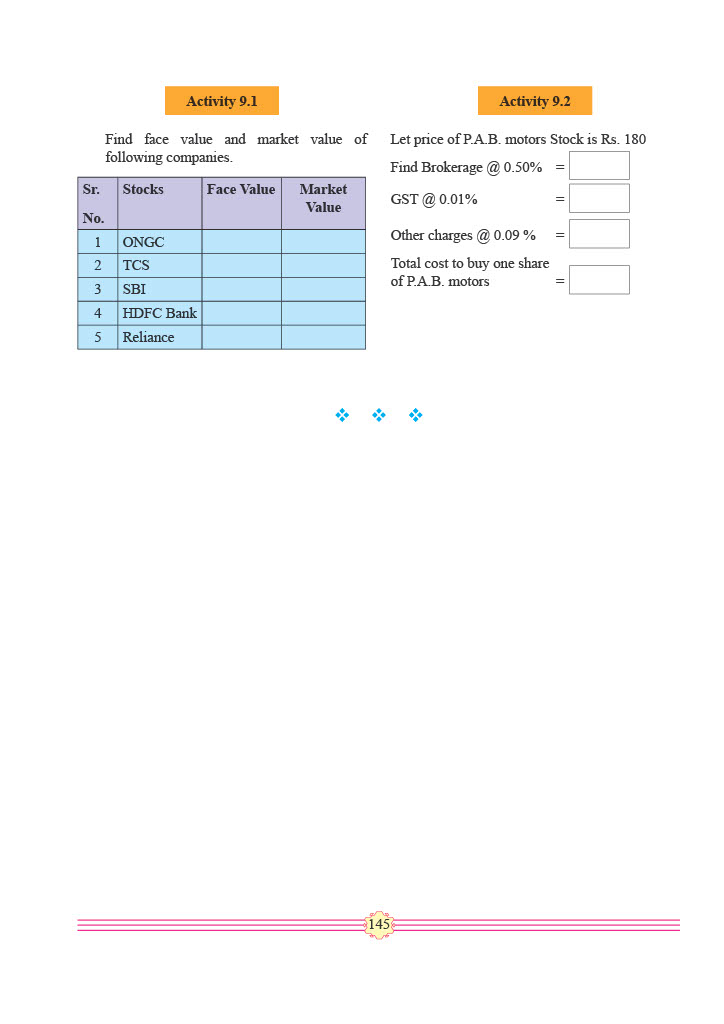 Activity 9.1
Find face value and market value of
following companies.
Sr. No. Stocks Face Value Market Value
1 ONGC
2 TCS
3 SBI
4 HDFC Bank
5 Reliance
Activity 9.2
Let price of P.A.B. motors Stock is Rs. 180
Find Brokerage @ 0.50% =
GST @ 0.01% =
Other charges @ 0.09 % =
Total cost to buy one share
of P.A.B. motors =
145